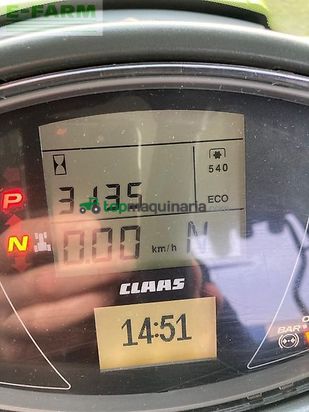 E-FARM
540
3135
ECO
P
topmaquinaria
N
0.00 km/h N
CLAAS
14:51
BAR